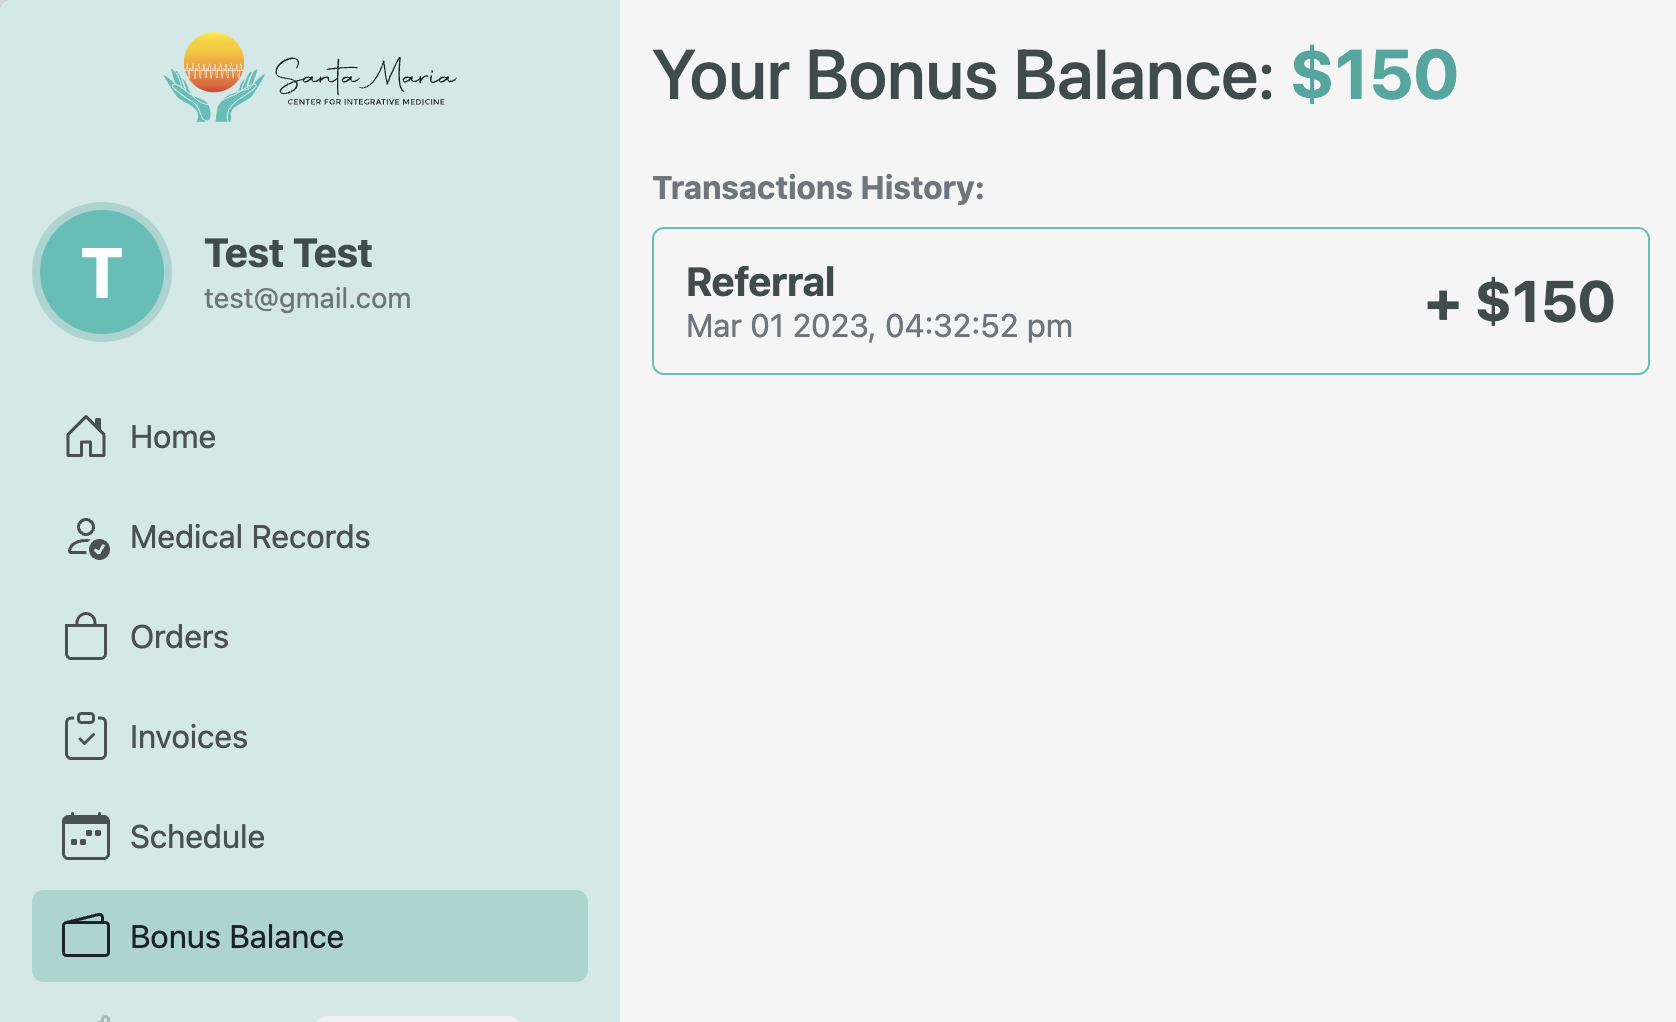 Santa Maria
CENTER FOR INTEGRATIVE MEDICINE
T
Test Test
test@gmail.com
Home
Medical Records
Orders
Invoices
Schedule
Bonus Balance
Your Bonus Balance: $150
Transactions History:
Referral
Mar 01 2023, 04:32:52 pm
+ $150